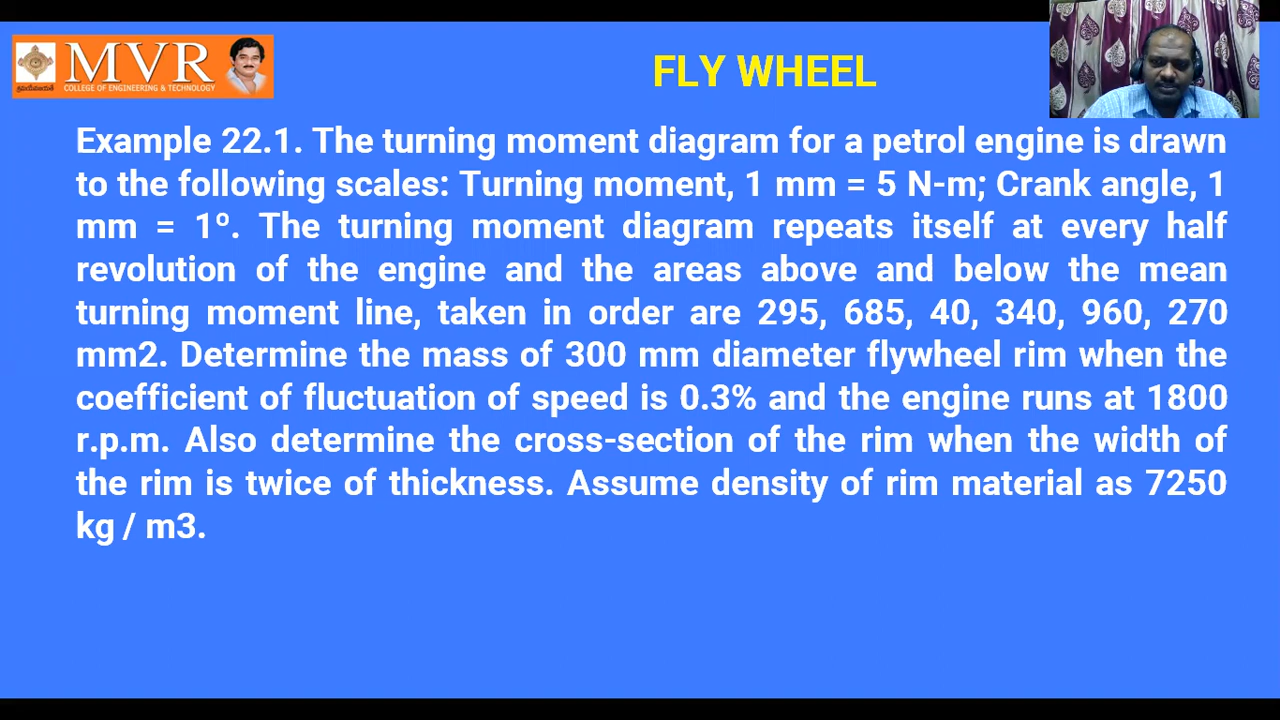 MVR
COLLEGE OF ENGINEERING & TECHNOLOGY
FLY WHEEL
Example 22.1. The turning moment diagram for a petrol engine is drawn
to the following scales: Turning moment, 1 mm = 5 N-m; Crank angle, 1
mm = 1º. The turning moment diagram repeats itself at every half
revolution of the engine and the areas above and below the mean
turning moment line, taken in order are 295, 685, 40, 340, 960, 270
mm2. Determine the mass of 300 mm diameter flywheel rim when the
coefficient of fluctuation of speed is 0.3% and the engine runs at 1800
r.p.m. Also determine the cross-section of the rim when the width of
the rim is twice of thickness. Assume density of rim material as 7250
kg / m3.